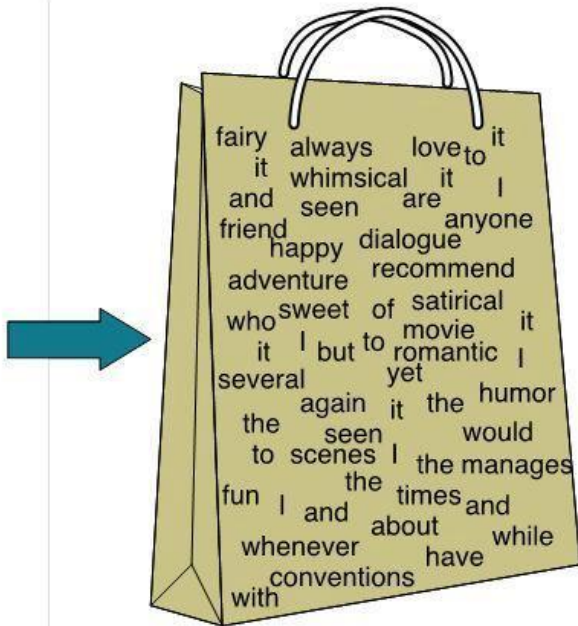 fairy always love to it
it whimsical it I
and seen are anyone
friend happy dialogue
adventure recommend
who sweet of satirical it
it I but to movie romantic I
several yet
again it the humor
the seen would
to scenes I the manages
fun I and the times and
whenever about have while
conventions
with